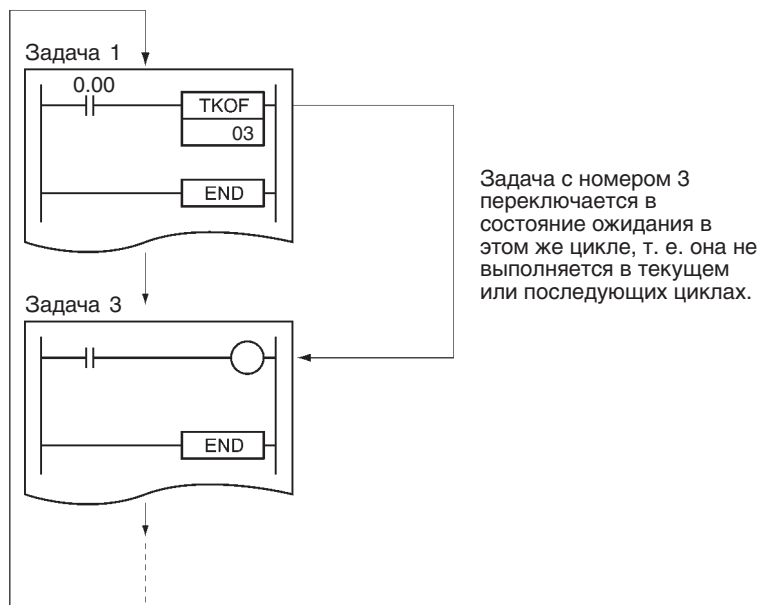 Задача 1
0.00
TKOF
03
END
Задача с номером 3
переключается в
состояние ожидания в
этом же цикле, т. е. она не
выполняется в текущем
или последующих циклах.
Задача 3
END